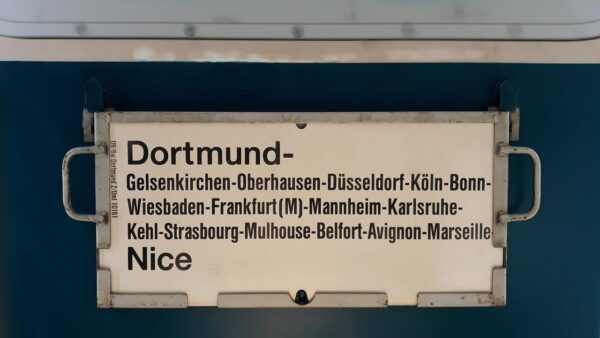 Dortmund-
Gelsenkirchen-Oberhausen-Düsseldorf-Köln-Bonn-
Wiesbaden-Frankfurt(M)-Mannheim-Karlsruhe-
Kehl-Strasbourg-Mulhouse-Belfort-Avignon-Marseille
Nice